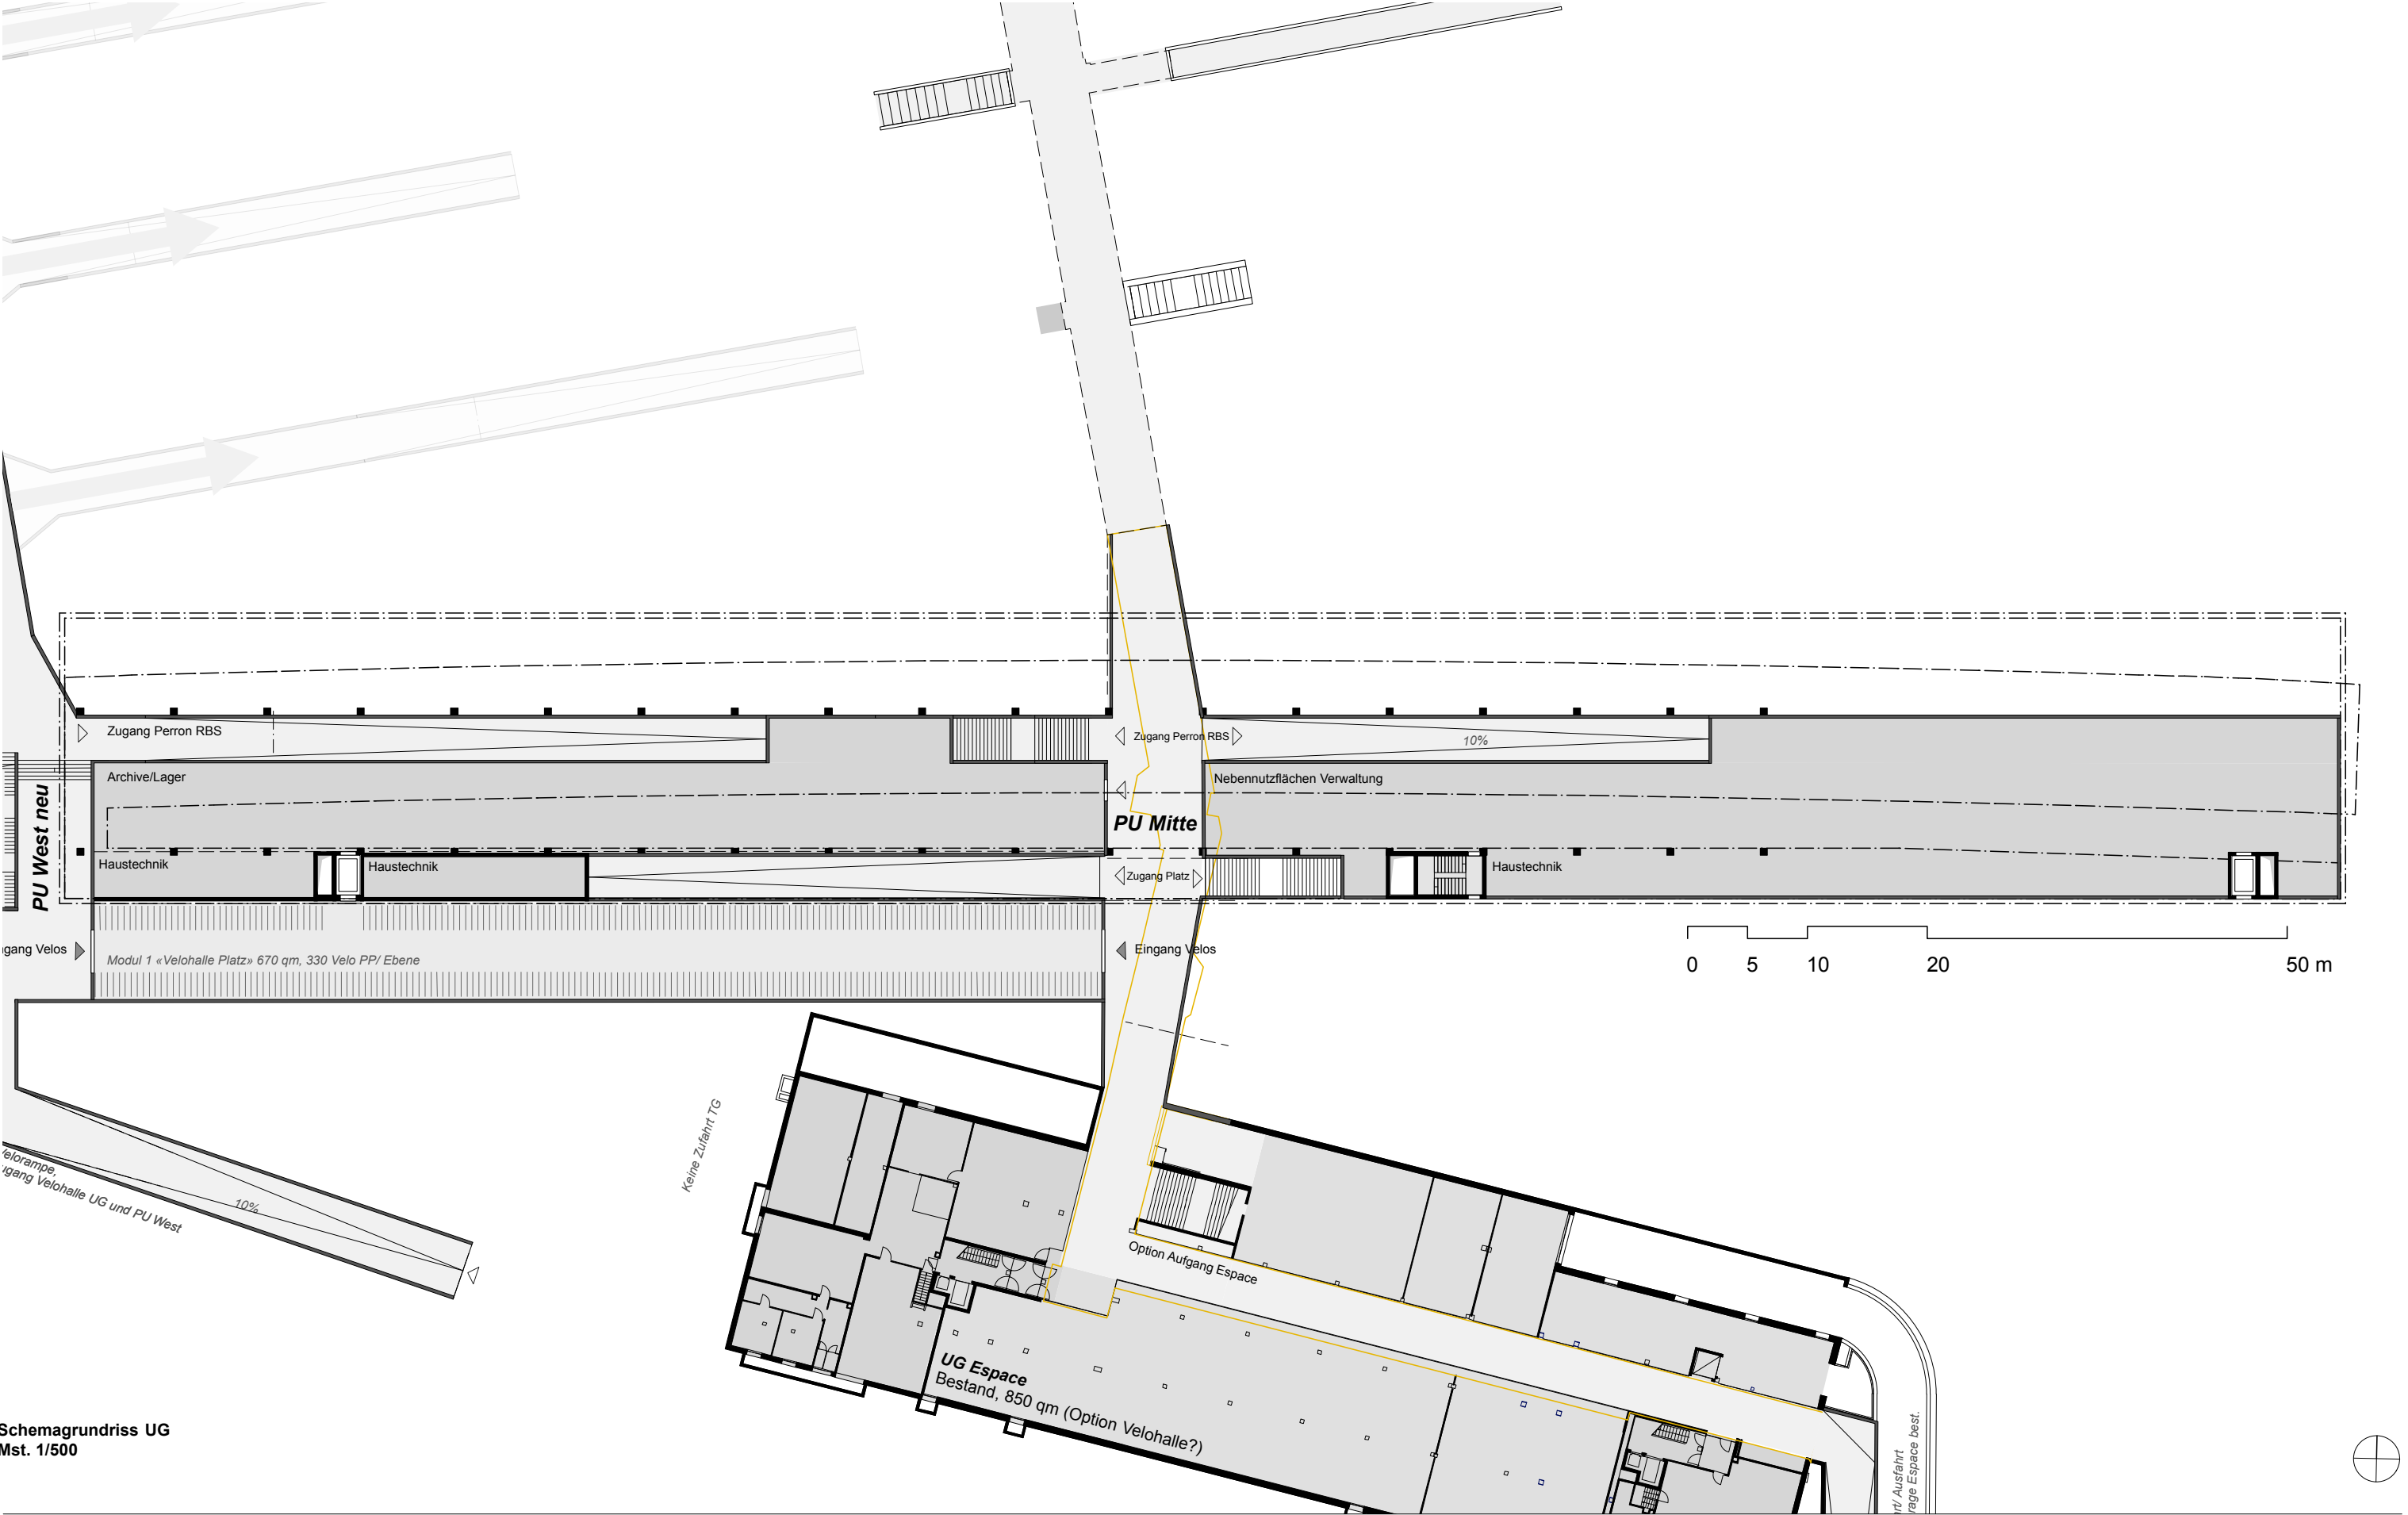 Zugang Perron RBS
Zugang Perron RBS
10%
Archive/Lager
Nebennutzflächen Verwaltung
PU West neu
PU Mitte
Haustechnik
Haustechnik
Zugang Platz
Haustechnik
Velos
Modul 1 «Velohalle Platz» 670 qm, 330 Velo PP/ Ebene
Eingang Velos
0 5 10 20 50 m
Keine Zufahrt TG
Velohalle UG und PU West
10%
Option Aufgang Espace
UG Espace
Bestand, 850 qm (Option Velohalle?)
Ausfahrt
Espace best.
Schemagrundriss UG
Mst. 1/500